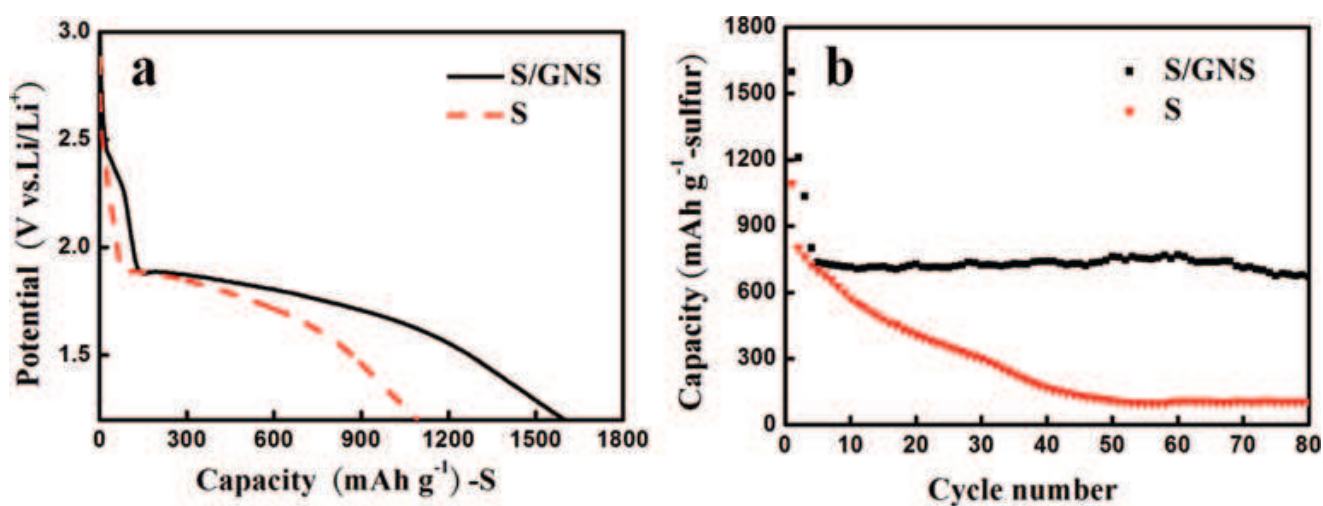 a
S/GNS
S
3.0
2.5
2.0
1.5
Potential (V vs.Li/Li⁺)
0 300 600 900 1200 1500 1800
Capacity (mAh g⁻¹) -S
b
S/GNS
S
1800
1500
1200
900
600
300
0
Capacity (mAh g⁻¹-sulfur)
0 10 20 30 40 50 60 70 80
Cycle number